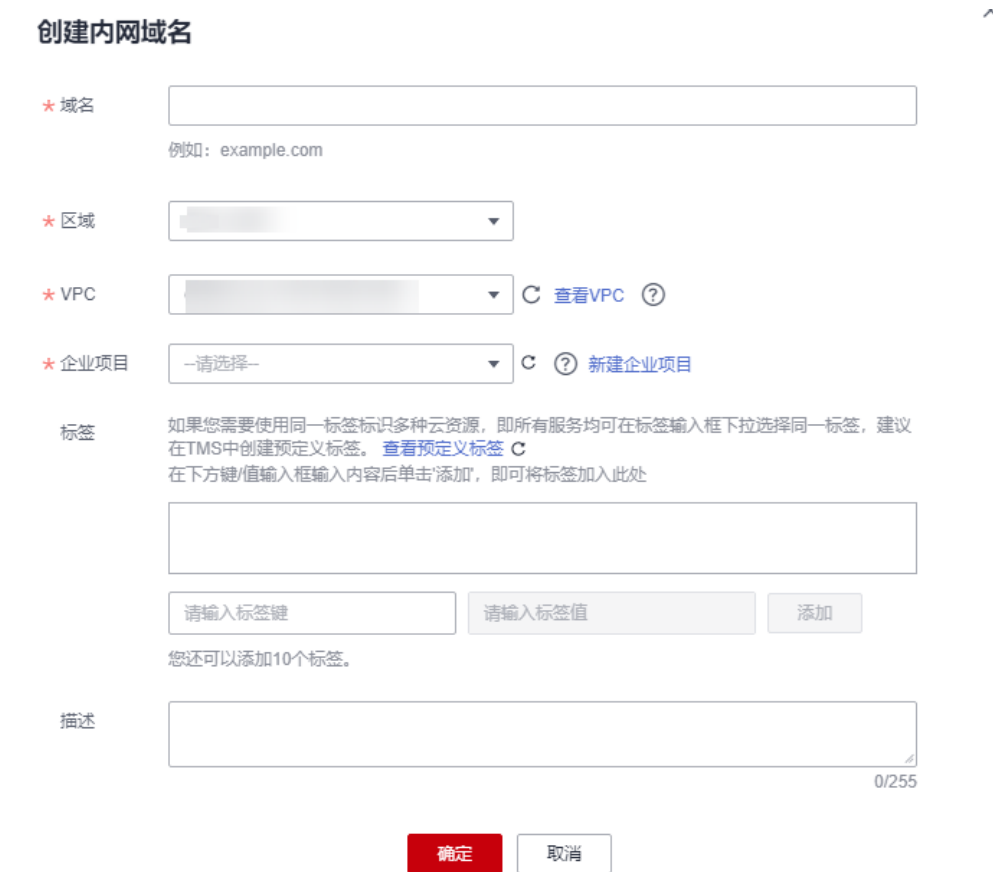 创建内网域名
* 域名
例如：example.com
* 区域
* VPC
查看VPC ?
* 企业项目 --请选择-- ? 新建企业项目
标签 如果您需要使用同一标签标识多种云资源，即所有服务均可在标签输入框下拉选择同一标签，建议
在TMS中创建预定义标签。 查看预定义标签
在下方键/值输入框输入内容后单击'添加'，即可将标签加入此处
请输入标签键 请输入标签值 添加
您还可以添加10个标签。
描述
0/255
确定 取消